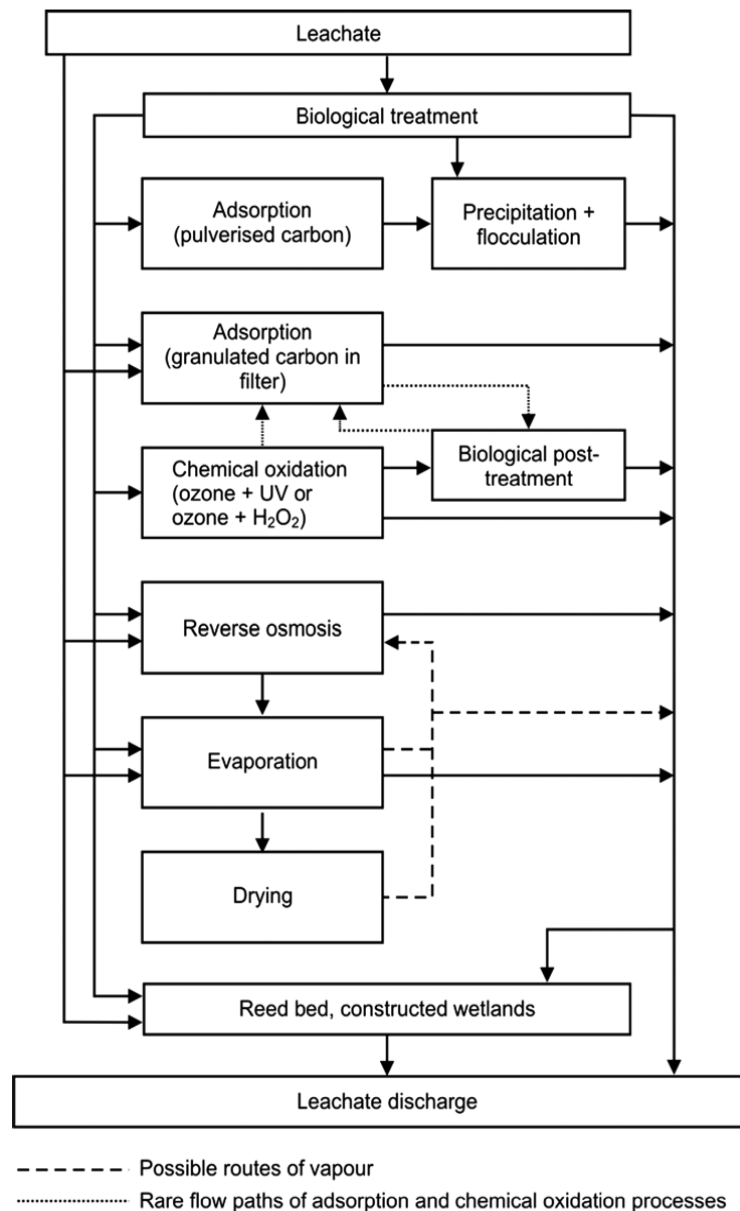 Leachate
Biological treatment
Adsorption
(pulverised carbon)
Precipitation +
flocculation
Adsorption
(granulated carbon in
filter)
Chemical oxidation
(ozone + UV or
ozone + H₂O₂)
Biological post-
treatment
Reverse osmosis
Evaporation
Drying
Reed bed, constructed wetlands
Leachate discharge
Possible routes of vapour
Rare flow paths of adsorption and chemical oxidation processes